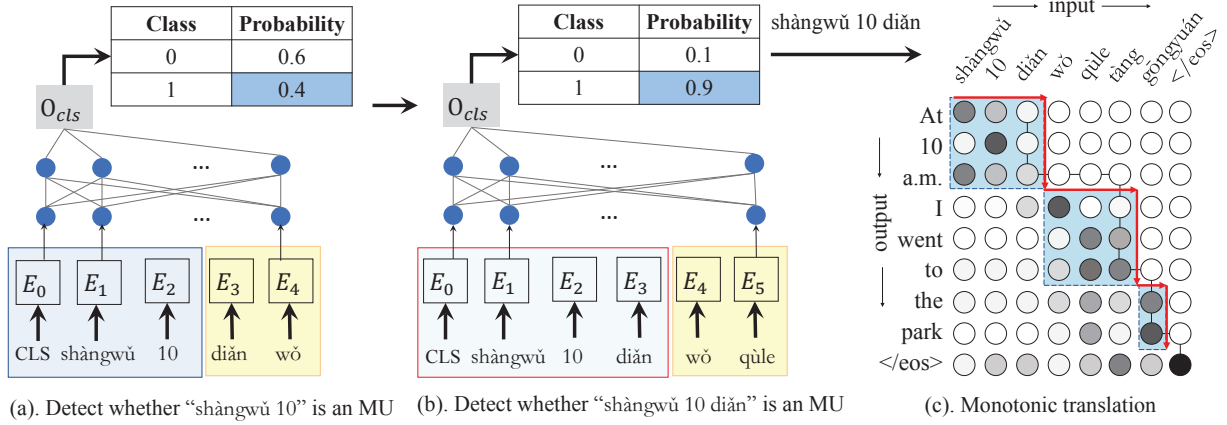 Class Probability
0 0.6
1 0.4
O_cls
...
...
E_0 E_1 E_2 E_3 E_4
CLS shàngwǔ 10 diǎn wǒ
(a). Detect whether “shàngwǔ 10” is an MU
Class Probability
0 0.1
1 0.9
O_cls
...
...
E_0 E_1 E_2 E_3 E_4 E_5
CLS shàngwǔ 10 diǎn wǒ qùle
(b). Detect whether “shàngwǔ 10 diǎn” is an MU
shàngwǔ 10 diǎn
input
shàngwǔ
10
diǎn
wǒ
qùle
tàng
gōngyuán
</eos>
output
At
10
a.m.
I
went
to
the
park
</eos>
(c). Monotonic translation